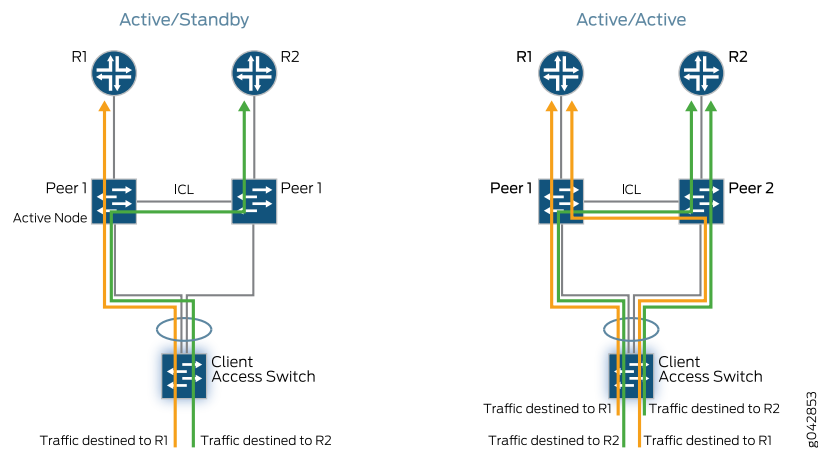 Active/Standby
R1
R2
Peer 1
ICL
Peer 1
Active Node
Client
Access Switch
Traffic destined to R1
Traffic destined to R2
Active/Active
R1
R2
Peer 1
ICL
Peer 2
Client
Access Switch
Traffic destined to R1
Traffic destined to R2
Traffic destined to R2
Traffic destined to R1
g042853